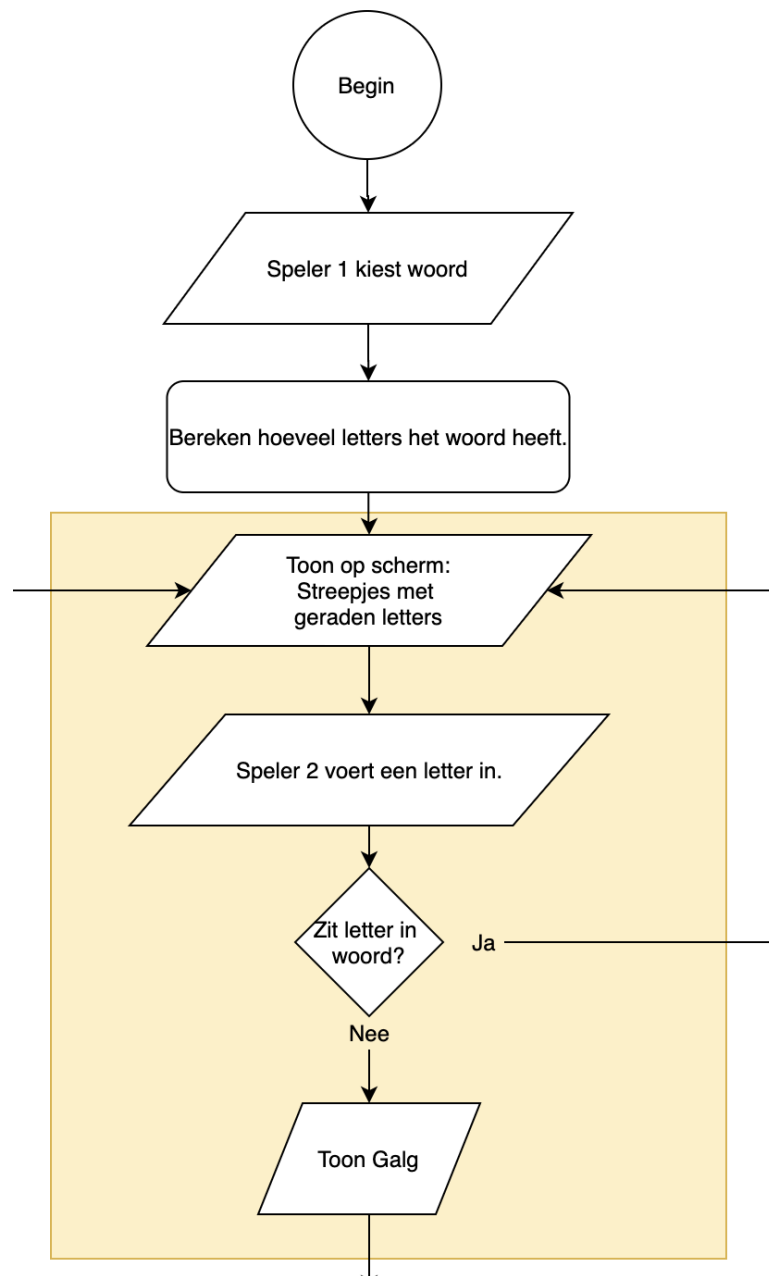 Begin
Speler 1 kiest woord
Bereken hoeveel letters het woord heeft.
Toon op scherm:
Streepjes met
geraden letters
Speler 2 voert een letter in.
Zit letter in
woord?
Ja
Nee
Toon Galg